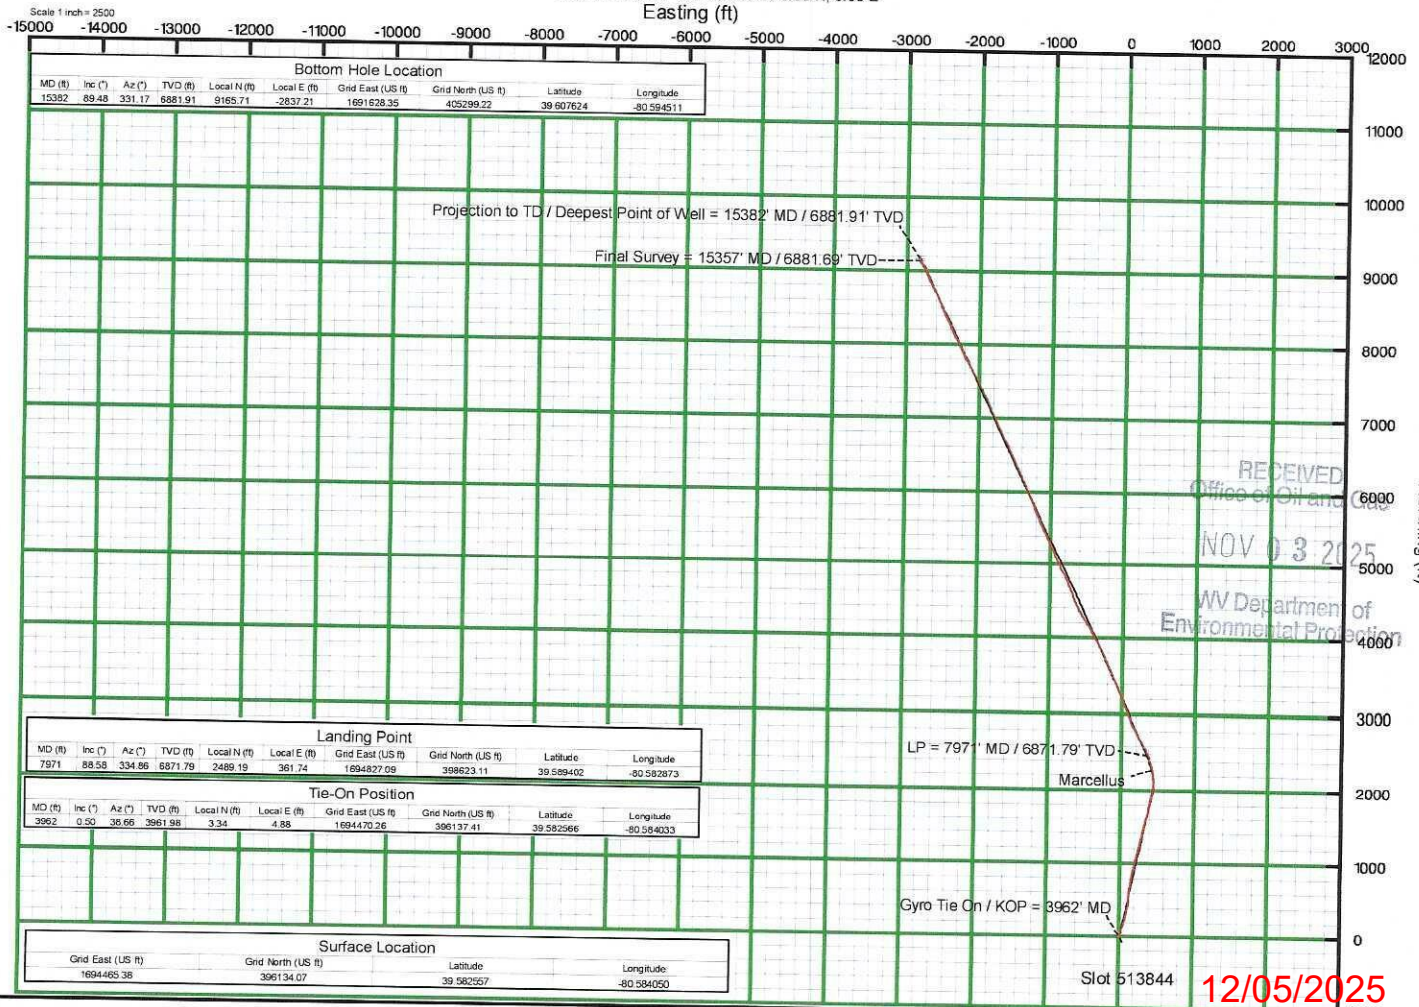 Scale 1 inch = 2500
Easting (ft)
-15000 -14000 -13000 -12000 -11000 -10000 -9000 -8000 -7000 -6000 -5000 -4000 -3000 -2000 -1000 0 1000 2000 3000
12000
Bottom Hole Location
MD (ft) Inc (°) Az (°) TVD (ft) Local N (ft) Local E (ft) Grid East (US ft) Grid North (US ft) Latitude Longitude
15382 89.48 331.17 6881.91 9165.71 -2837.21 1691628.35 405299.22 39.607624 -80.594511
11000
10000
Projection to TD / Deepest Point of Well = 15382' MD / 6881.91' TVD
Final Survey = 15357' MD / 6881.69' TVD
9000
8000
7000
RECEIVED
Office of Oil and Gas
6000
NOV 03 2025
5000
WV Department of
Environmental Protection
4000
3000
Landing Point
MD (ft) Inc (°) Az (°) TVD (ft) Local N (ft) Local E (ft) Grid East (US ft) Grid North (US ft) Latitude Longitude
7971 88.58 334.86 6871.79 2489.19 361.74 1694827.09 398623.11 39.589402 -80.582873
LP = 7971' MD / 6871.79' TVD
Marcellus
2000
Tie-On Position
MD (ft) Inc (°) Az (°) TVD (ft) Local N (ft) Local E (ft) Grid East (US ft) Grid North (US ft) Latitude Longitude
3962 0.50 38.66 3961.98 3.34 4.88 1694470.26 396137.41 39.582566 -80.584033
1000
Gyro Tie On / KOP = 3962' MD
0
Surface Location
Grid East (US ft) Grid North (US ft) Latitude Longitude
1694465.38 396134.07 39.582557 -80.584050
Slot 513844
12/05/2025